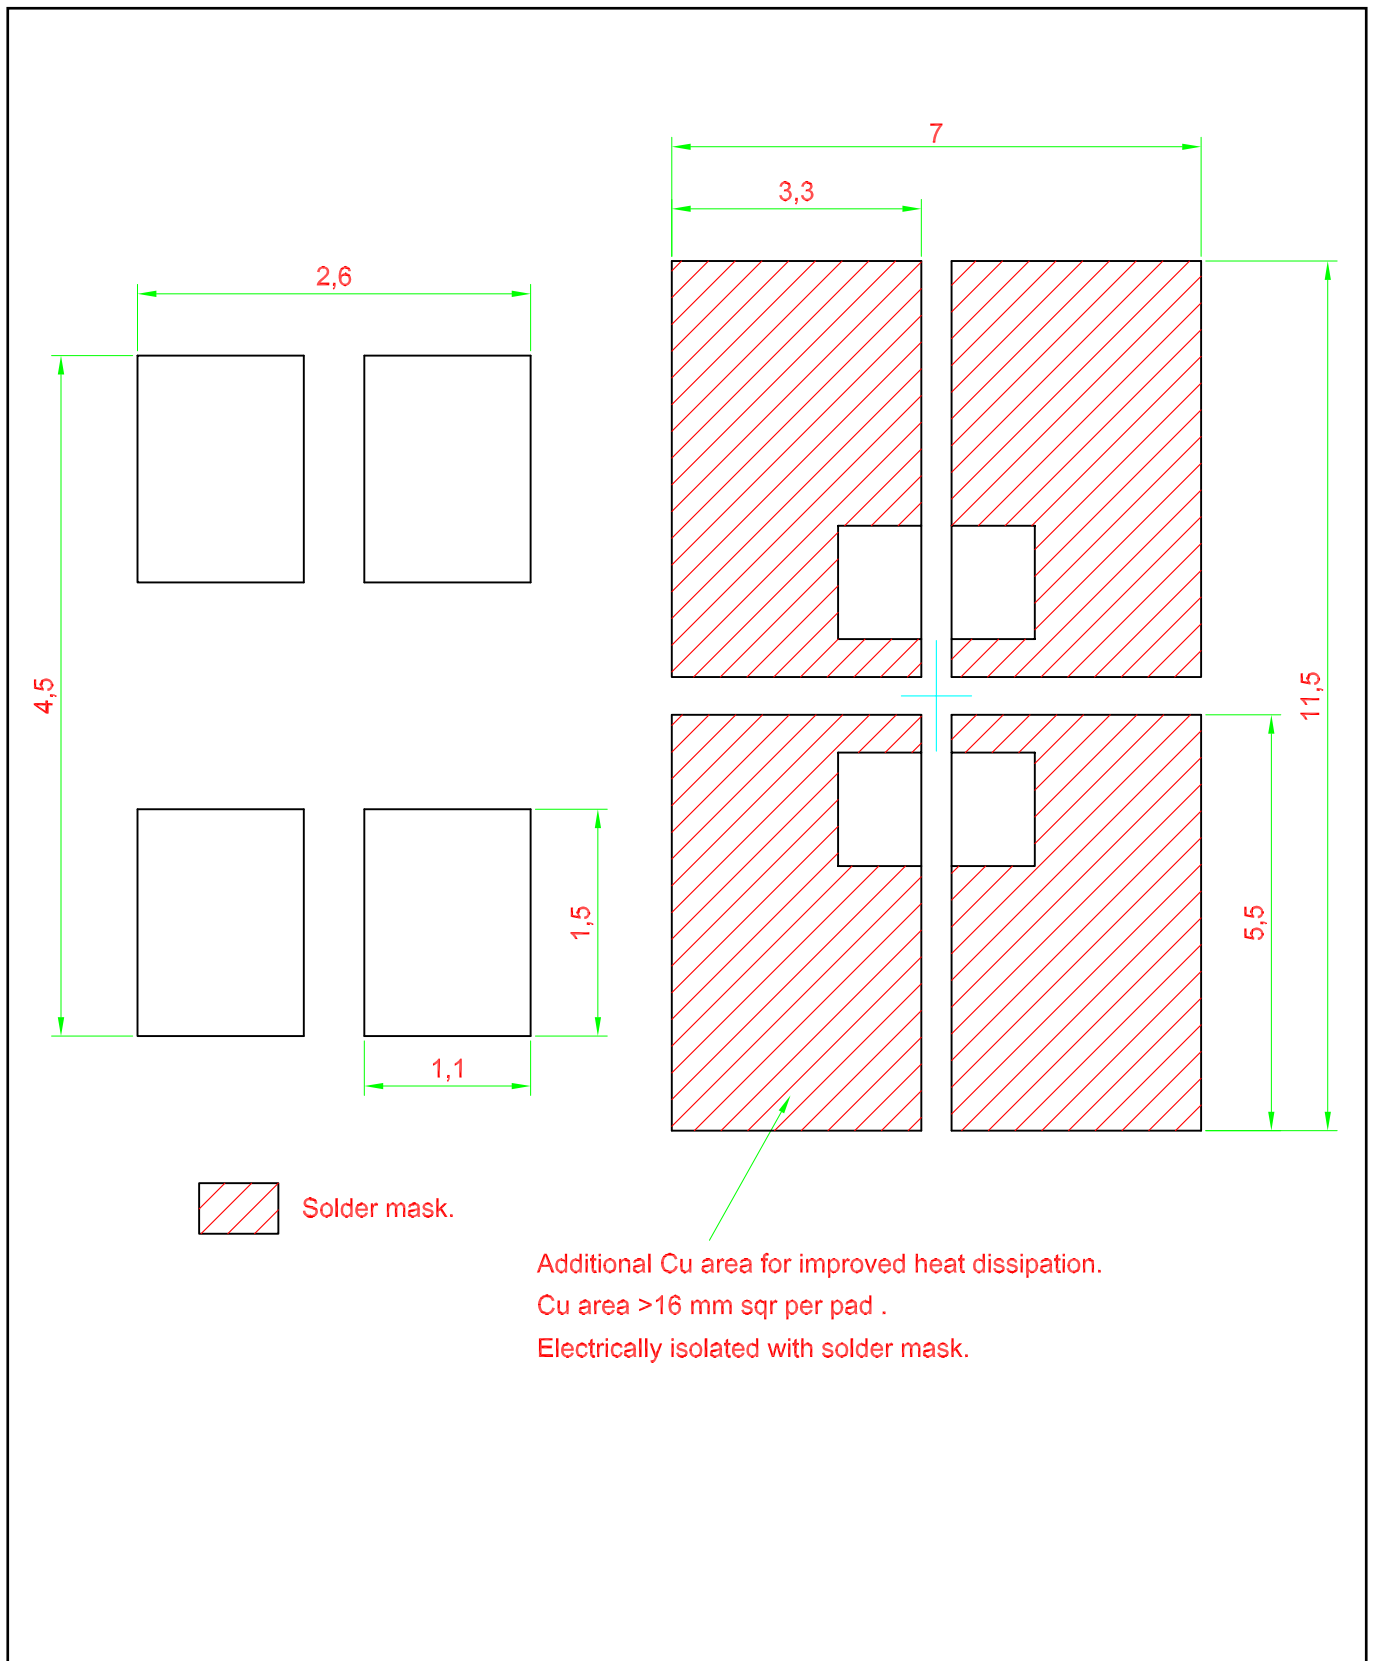 7
3,3
2,6
4,5
11,5
1,5
5,5
1,1
Solder mask.
Additional Cu area for improved heat dissipation.
Cu area >16 mm sqr per pad .
Electrically isolated with solder mask.